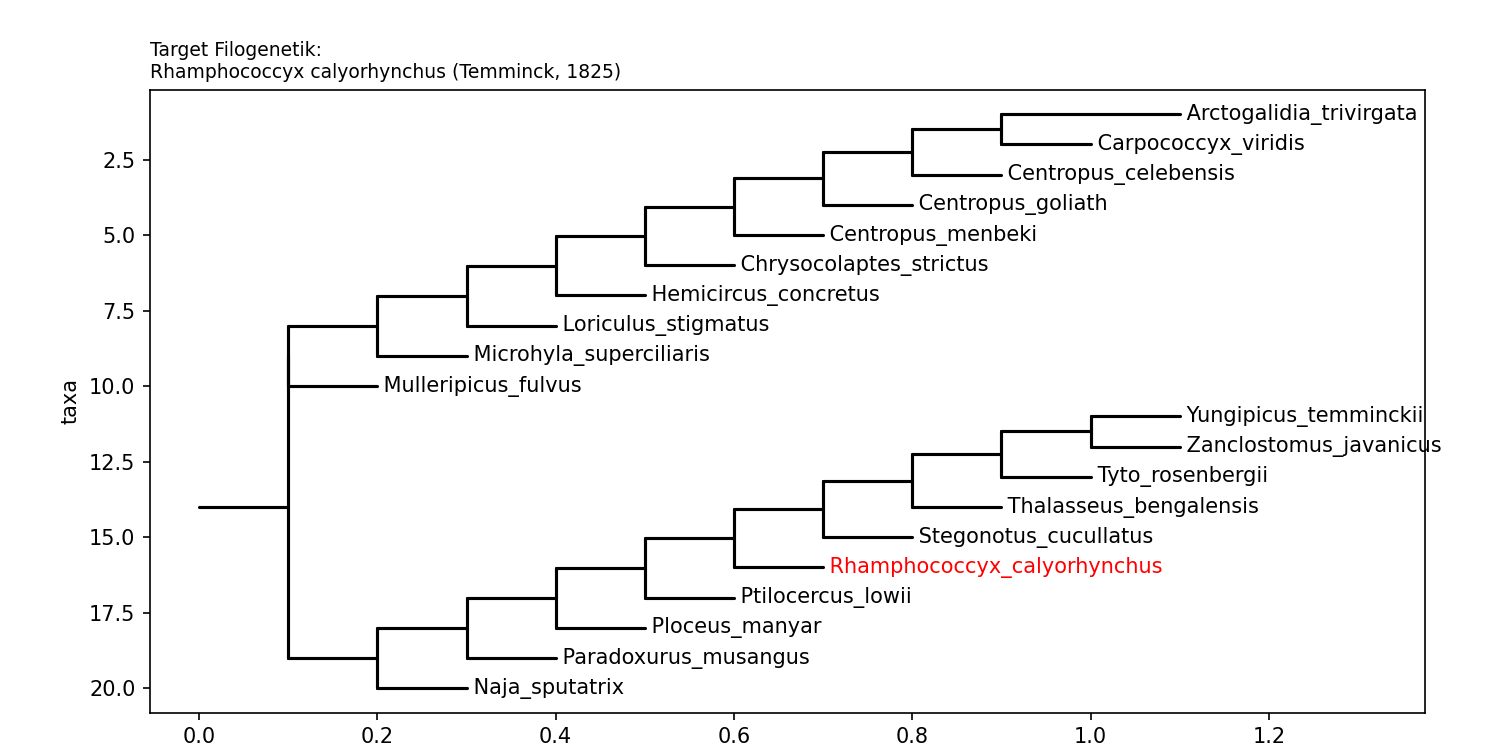 Target Filogenetik:
Rhamphococcyx calyorhynchus (Temminck, 1825)
Arctogalidia_trivirgata
Carpococcyx_viridis
2.5
Centropus_celebensis
Centropus_goliath
5.0
Centropus_menbeki
Chrysocolaptes_strictus
Hemicircus_concretus
7.5
Loriculus_stigmatus
Microhyla_superciliaris
10.0
Mulleripicus_fulvus
taxa
Yungipicus_temminckii
Zanclostomus_javanicus
12.5
Tyto_rosenbergii
Thalasseus_bengalensis
15.0
Stegonotus_cucullatus
Rhamphococcyx_calyorhynchus
Ptilocercus_lowii
17.5
Ploceus_manyar
Paradoxurus_musangus
20.0
Naja_sputatrix
0.0 0.2 0.4 0.6 0.8 1.0 1.2